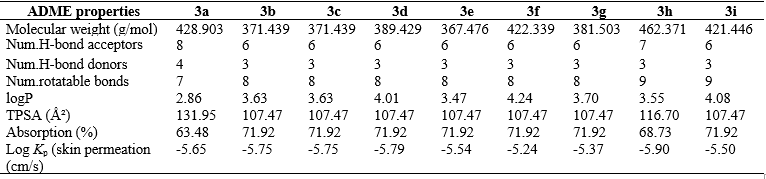 ADME properties 3a 3b 3c 3d 3e 3f 3g 3h 3i
Molecular weight (g/mol) 428.903 371.439 371.439 389.429 367.476 422.339 381.503 462.371 421.446
Num.H-bond acceptors 8 6 6 6 6 6 6 7 6
Num.H-bond donors 4 3 3 3 3 3 3 3 3
Num.rotatable bonds 7 8 8 8 8 8 8 9 9
logP 2.86 3.63 3.63 4.01 3.47 4.24 3.70 3.55 4.08
TPSA (Å²) 131.95 107.47 107.47 107.47 107.47 107.47 107.47 116.70 107.47
Absorption (%) 63.48 71.92 71.92 71.92 71.92 71.92 71.92 68.73 71.92
Log Kp (skin permeation -5.65 -5.75 -5.75 -5.79 -5.54 -5.24 -5.37 -5.90 -5.50
(cm/s)